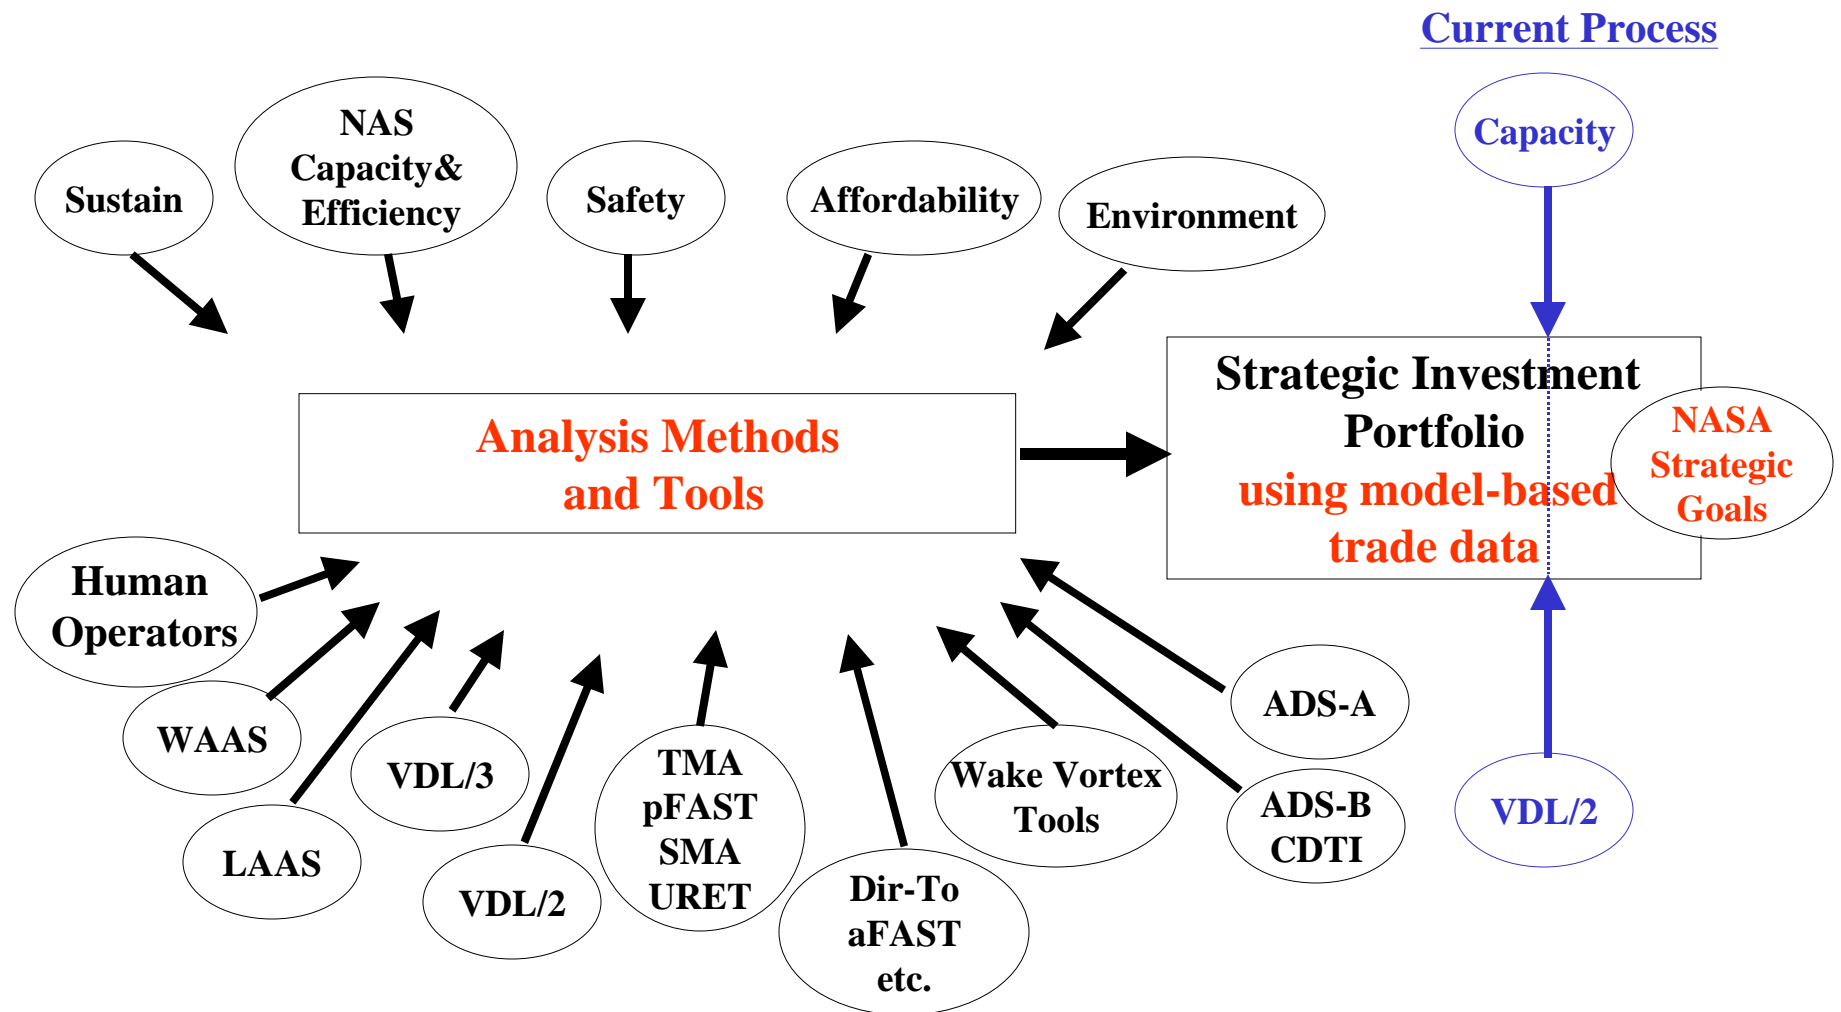 Current Process
Capacity
Sustain
NAS
Capacity&
Efficiency
Safety
Affordability
Environment
Analysis Methods
and Tools
Strategic Investment
Portfolio
using model-based
trade data
NASA
Strategic
Goals
Human
Operators
WAAS
LAAS
VDL/3
VDL/2
TMA
pFAST
SMA
URET
Dir-To
aFAST
etc.
Wake Vortex
Tools
ADS-A
ADS-B
CDTI
VDL/2